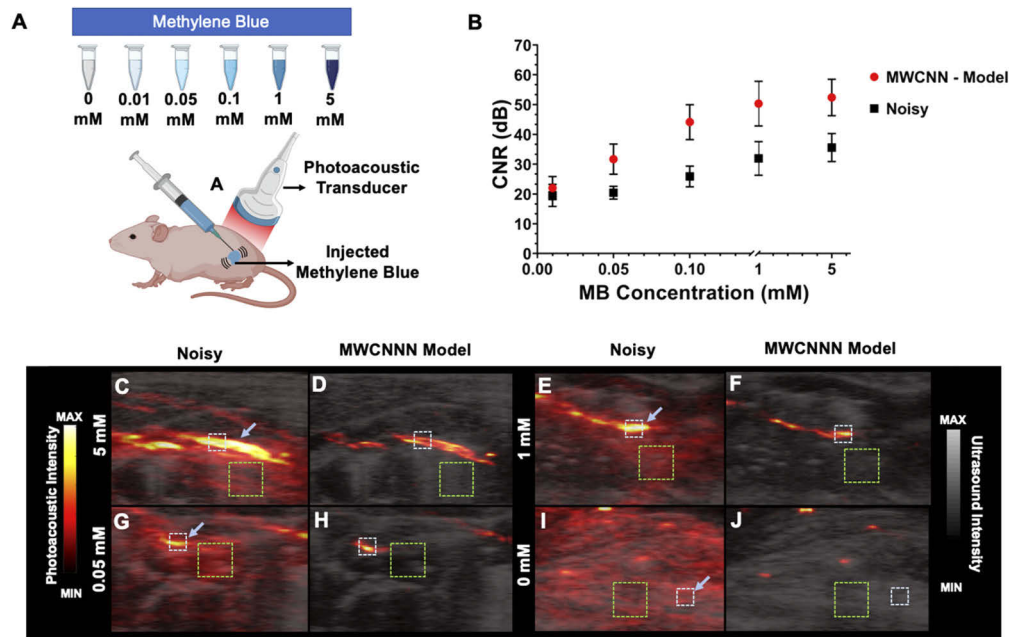 A
Methylene Blue
0
mM
0.01
mM
0.05
mM
0.1
mM
1
mM
5
mM
A
Photoacoustic
Transducer
Injected
Methylene Blue
B
CNR (dB)
70
60
50
40
30
20
10
0
0.00
0.05
0.10
1
5
MB Concentration (mM)
MWCNN - Model
Noisy
Noisy
MWCNNN Model
Noisy
MWCNNN Model
MAX
Photoacoustic Intensity
MIN
5 mM
C
D
1 mM
E
F
0.05 mM
G
H
0 mM
I
J
MAX
Ultrasound Intensity
MIN